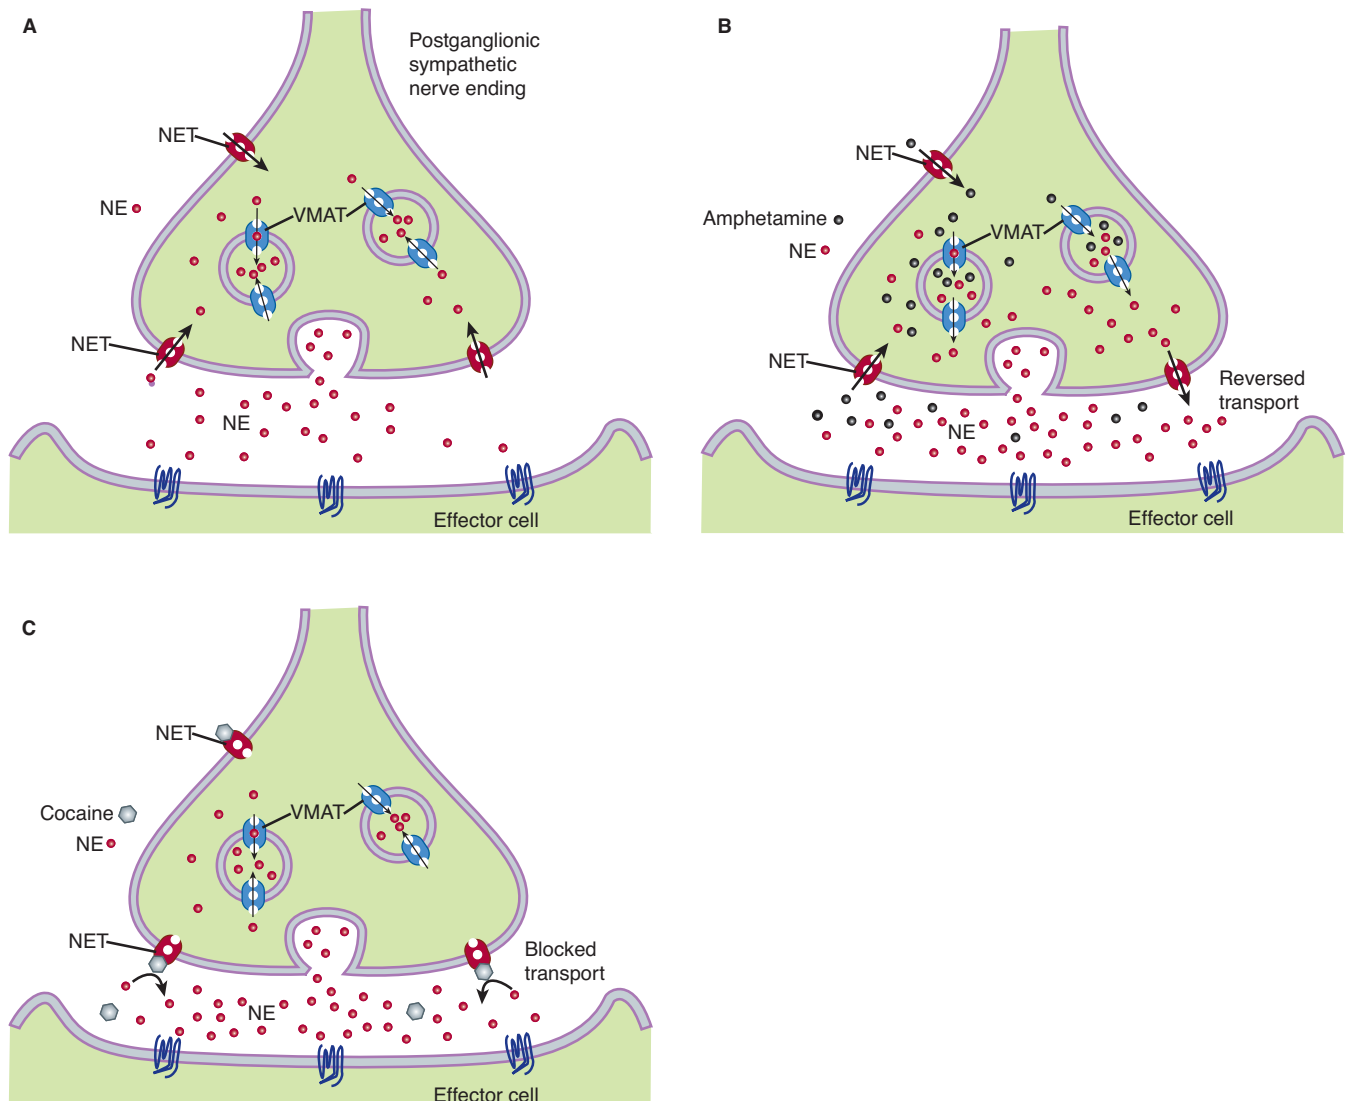 A
Postganglionic
sympathetic
nerve ending
NET
NE
VMAT
NET
NE
Effector cell
B
NET
Amphetamine
NE
VMAT
NET
Reversed
transport
NE
Effector cell
C
NET
Cocaine
NE
VMAT
NET
Blocked
transport
NE
Effector cell